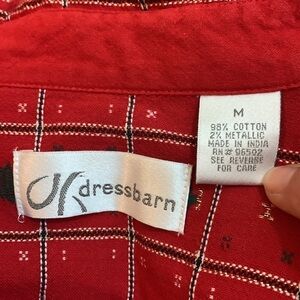 M
98% COTTON
2% METALLIC
MADE IN INDIA
RN# 96502
SEE REVERSE
FOR CARE
dressbarn